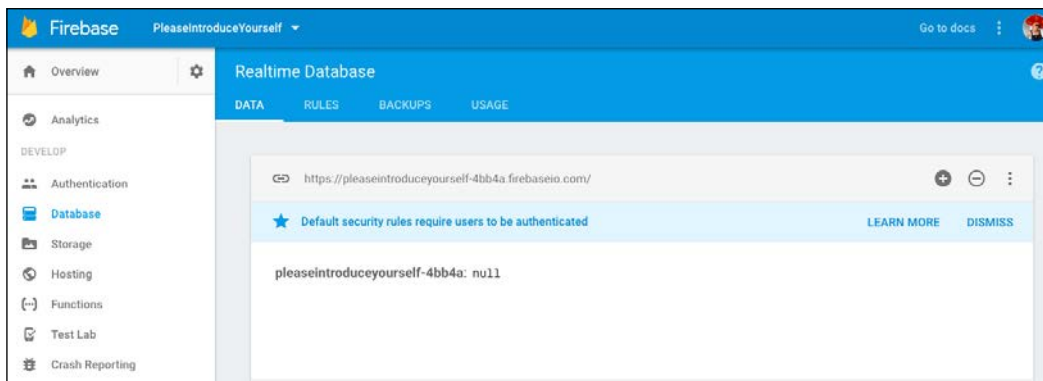 Firebase PleaseIntroduceYourself Go to docs
Overview
Realtime Database
DATA RULES BACKUPS USAGE
Analytics
DEVELOP
Authentication
Database
Storage
Hosting
Functions
Test Lab
Crash Reporting
https://pleaseintroduceyourself-4bb4a.firebaseio.com/
Default security rules require users to be authenticated LEARN MORE DISMISS
pleaseintroduceyourself-4bb4a: null